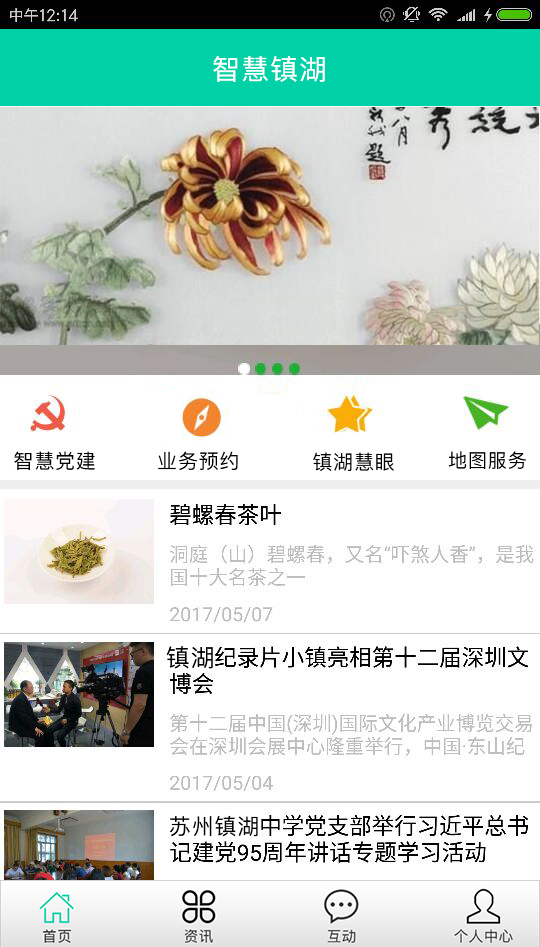 中午12:14
智慧镇湖
八月
题
智慧党建
业务预约
镇湖慧眼
地图服务
碧螺春茶叶
洞庭（山）碧螺春，又名“吓煞人香”，是我
国十大名茶之一
2017/05/07
镇湖纪录片小镇亮相第十二届深圳文
博会
第十二届中国(深圳)国际文化产业博览交易
会在深圳会展中心隆重举行，中国·东山纪
2017/05/04
苏州镇湖中学党支部举行习近平总书
记建党95周年讲话专题学习活动
首页
资讯
互动
个人中心